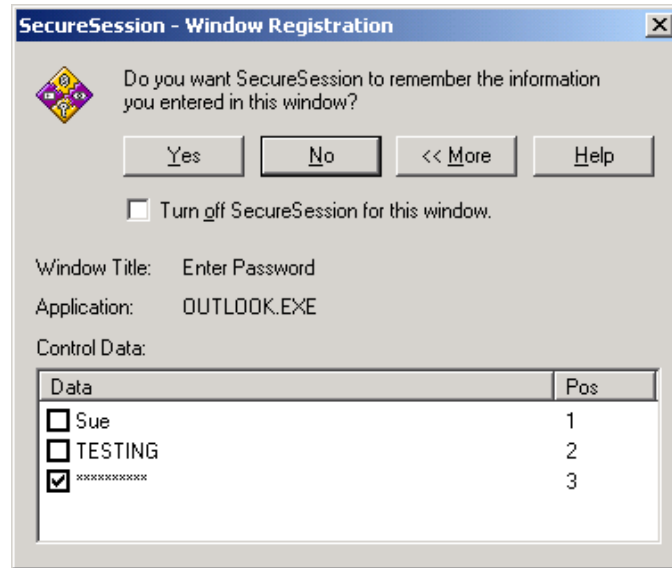 SecureSession - Window Registration
Do you want SecureSession to remember the information
you entered in this window?
Yes No << More Help
Turn off SecureSession for this window.
Window Title: Enter Password
Application: OUTLOOK.EXE
Control Data:
Data Pos
Sue 1
TESTING 2
********** 3